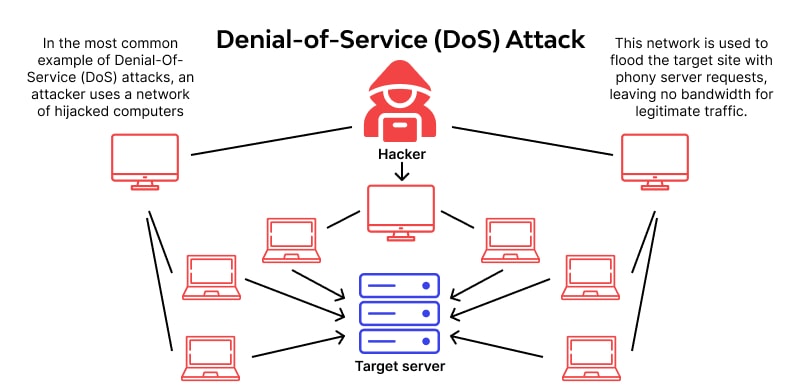 Denial-of-Service (DoS) Attack
In the most common
example of Denial-Of-
Service (DoS) attacks, an
attacker uses a network
of hijacked computers
This network is used to
flood the target site with
phony server requests,
leaving no bandwidth for
legitimate traffic.
Hacker
Target server